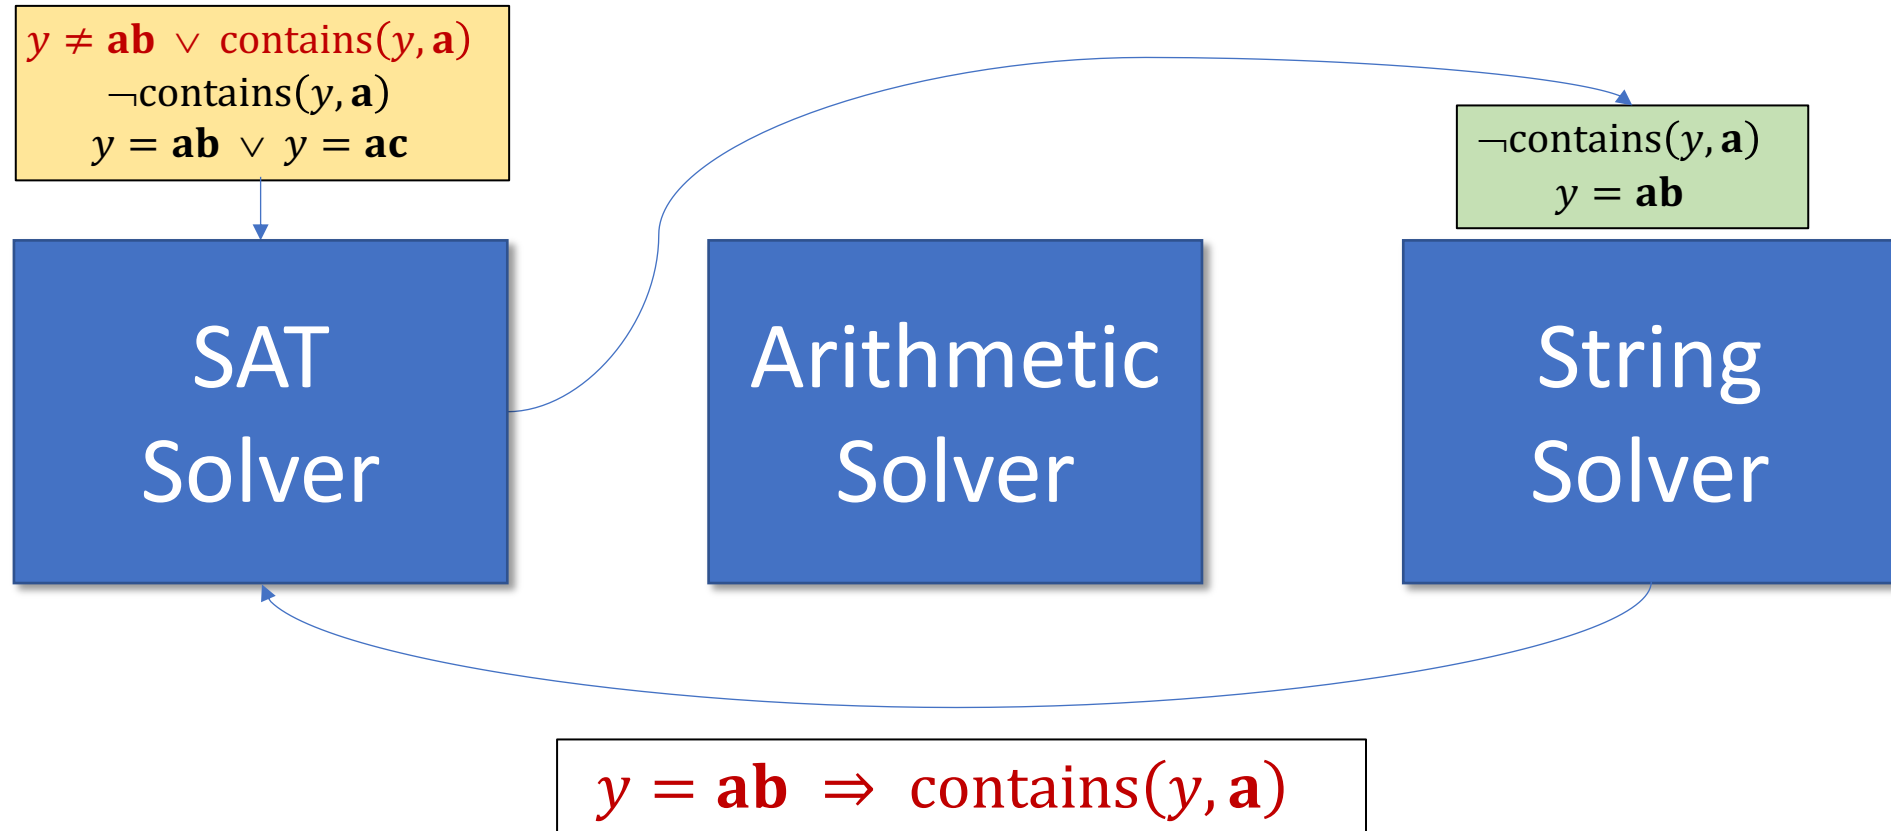 y ≠ ab ∨ contains(y, a)
¬contains(y, a)
y = ab ∨ y = ac
¬contains(y, a)
y = ab
SAT
Solver
Arithmetic
Solver
String
Solver
y = ab ⇒ contains(y, a)